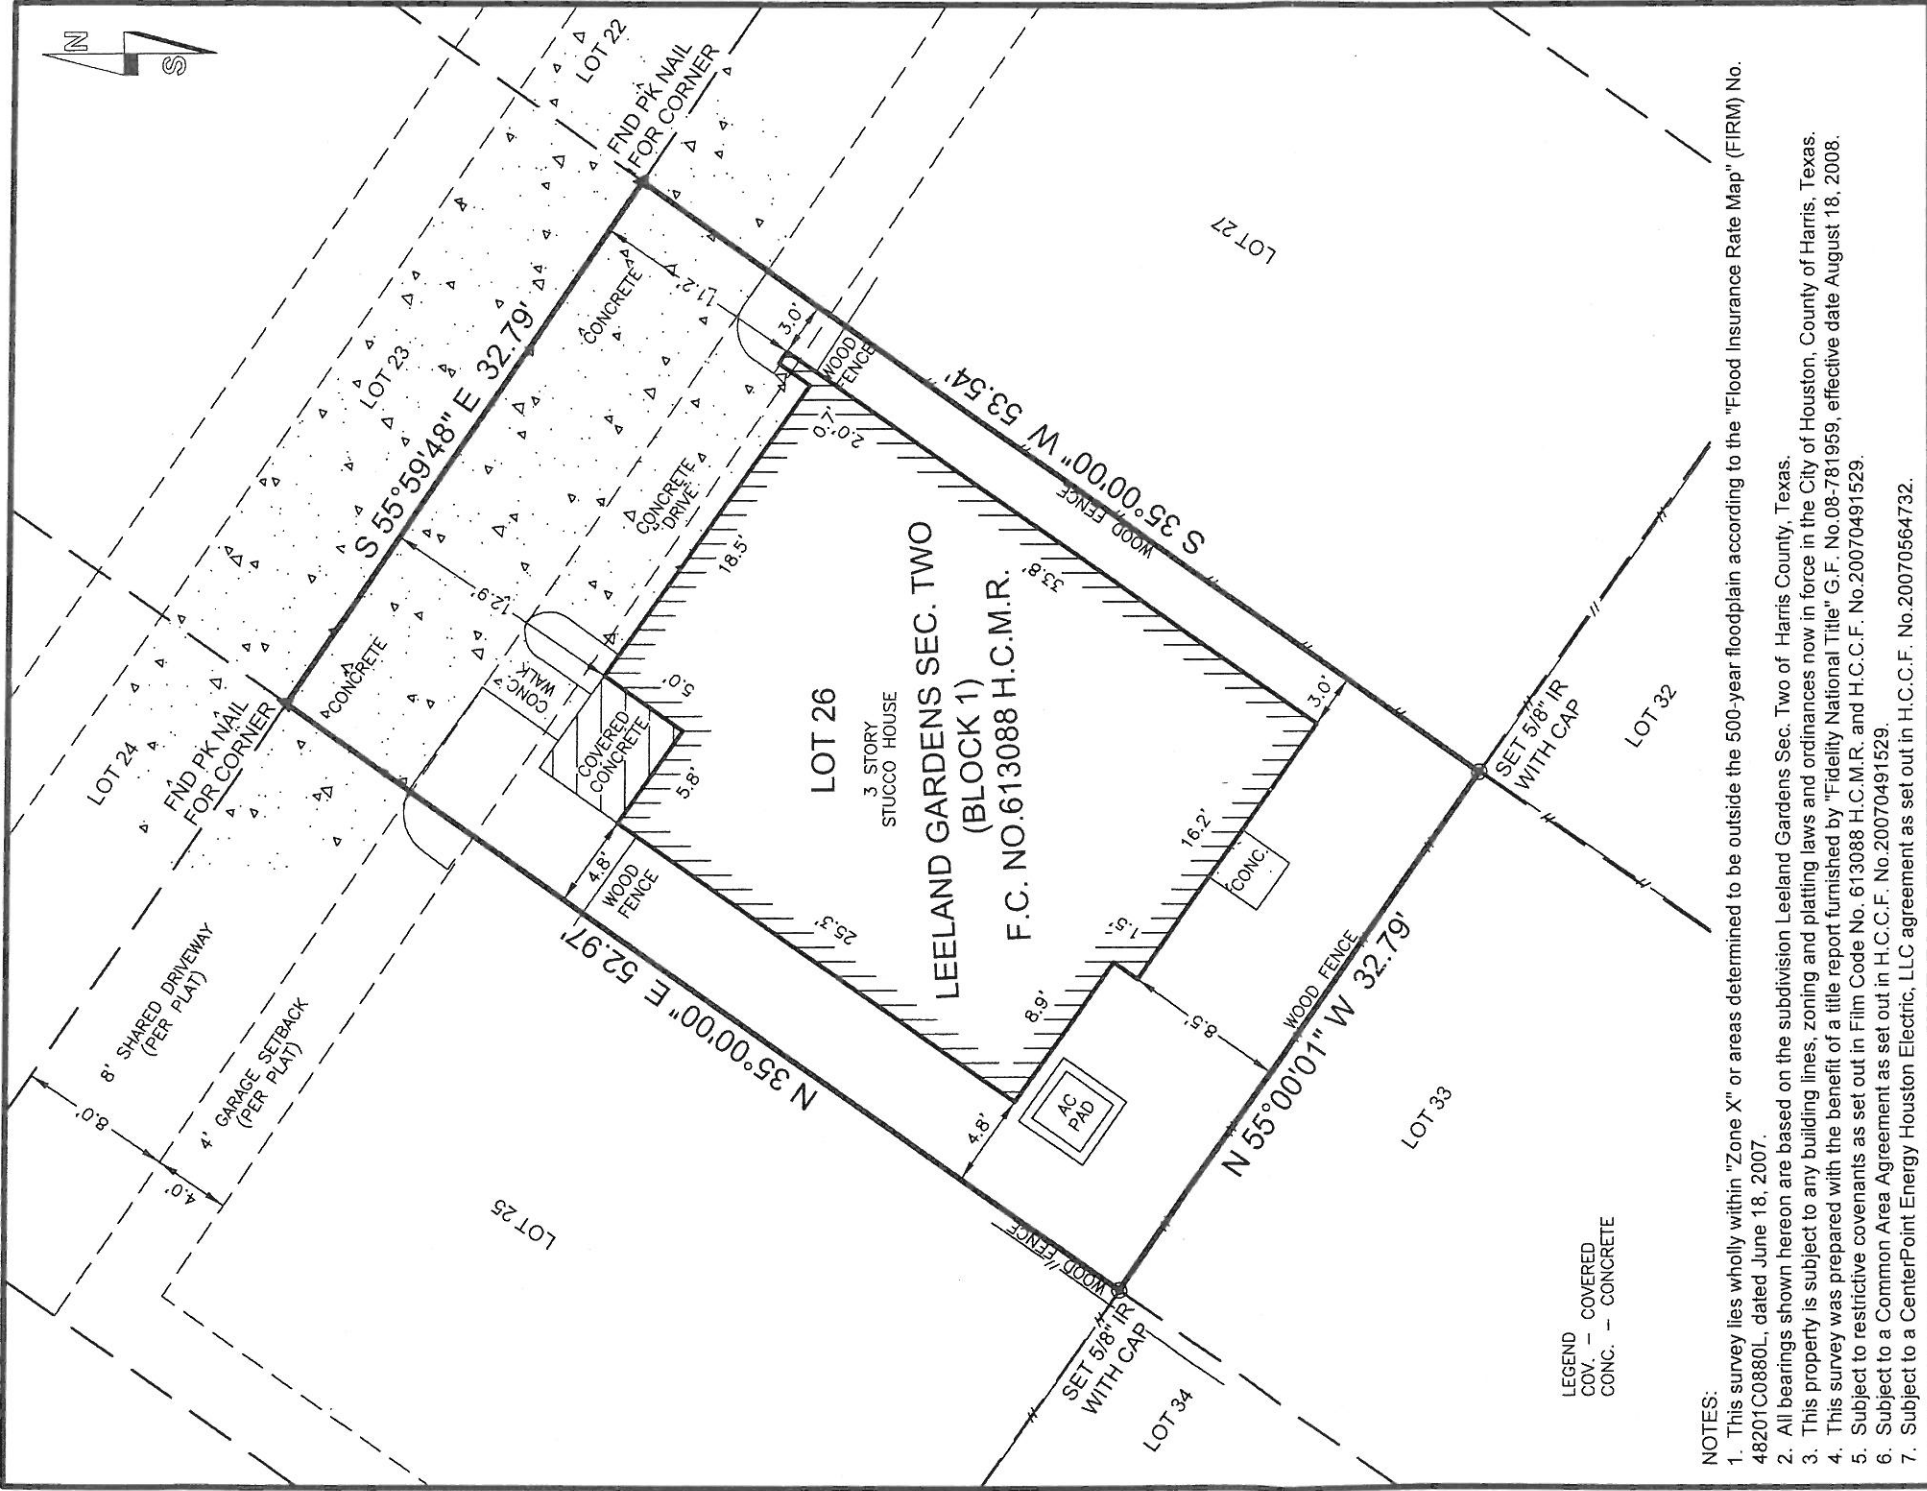 N
S
LOT 22
FND PK NAIL
FOR CORNER
LOT 23
S 55°59'48" E 32.79'
CONCRETE
11.2'
3.0'
WOOD
FENCE
LOT 27
LOT 24
FND PK NAIL
FOR CORNER
CONCRETE
12.9'
CONC.
WALK
CONCRETE
DRIVE
18.5'
2.0'
0.7'
COVERED
CONCRETE
5.0'
5.8'
4.8'
WOOD
FENCE
S 35°00'00" W 53.54'
WOOD FENCE
33.8'
8' SHARED DRIVEWAY
(PER PLAT)
8.0'
4' GARAGE SETBACK
(PER PLAT)
4.0'
N 35°00'00" E 52.97'
25.3'
LOT 26
3 STORY
STUCCO HOUSE
LEELAND GARDENS SEC. TWO
(BLOCK 1)
F.C. NO.613088 H.C.M.R.
3.0'
16.2'
CONC.
1.5'
8.9'
8.5'
AC
PAD
4.8'
LOT 25
WOOD FENCE
WOOD FENCE
N 55°00'01" W 32.79'
SET 5/8" IR
WITH CAP
LOT 32
LOT 33
SET 5/8" IR
WITH CAP
LOT 34
LEGEND
COV. – COVERED
CONC. – CONCRETE
NOTES:
1. This survey lies wholly within "Zone X" or areas determined to be outside the 500-year floodplain according to the "Flood Insurance Rate Map" (FIRM) No.
48201C0880L, dated June 18, 2007.
2. All bearings shown hereon are based on the subdivision Leeland Gardens Sec. Two of Harris County, Texas.
3. This property is subject to any building lines, zoning and platting laws and ordinances now in force in the City of Houston, County of Harris, Texas.
4. This survey was prepared with the benefit of a title report furnished by "Fidelity National Title" G.F. No.08-781959, effective date August 18, 2008.
5. Subject to restrictive covenants as set out in Film Code No. 613088 H.C.M.R. and H.C.C.F. No.20070491529.
6. Subject to a Common Area Agreement as set out in H.C.C.F. No.20070491529.
7. Subject to a CenterPoint Energy Houston Electric, LLC agreement as set out in H.C.C.F. No.20070564732.